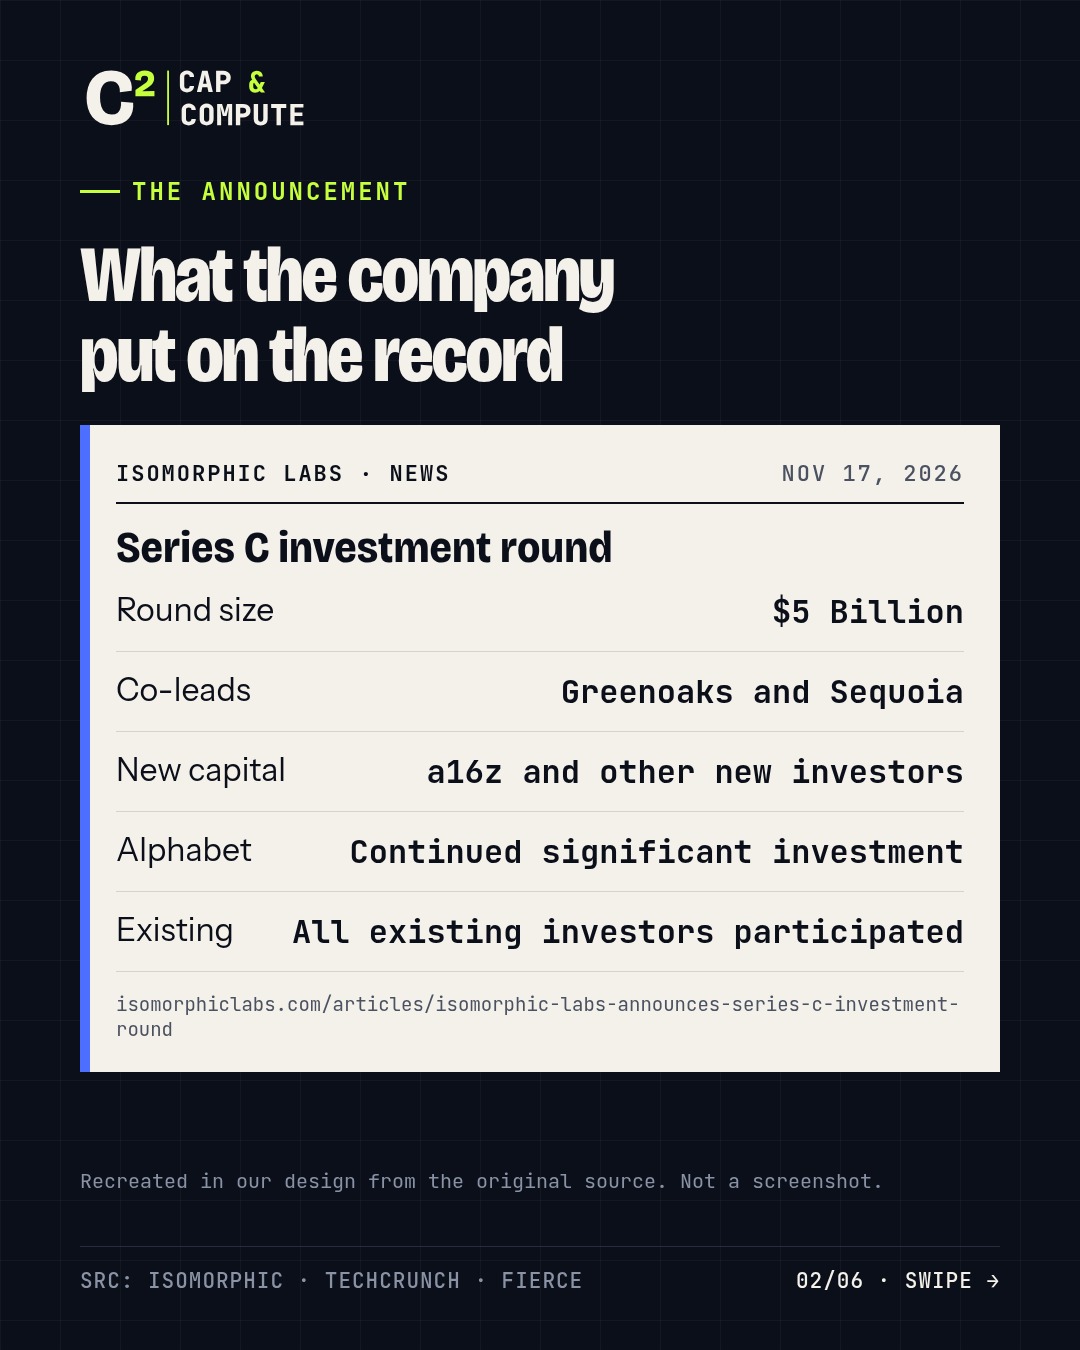 C² CAP &
COMPUTE
THE ANNOUNCEMENT
What the company
put on the record
ISOMORPHIC LABS · NEWS NOV 17, 2026
Series C investment round
Round size $5 Billion
Co-leads Greenoaks and Sequoia
New capital a16z and other new investors
Alphabet Continued significant investment
Existing All existing investors participated
isomorphiclabs.com/articles/isomorphic-labs-announces-series-c-investment-
round
Recreated in our design from the original source. Not a screenshot.
SRC: ISOMORPHIC · TECHCRUNCH · FIERCE 02/06 · SWIPE →